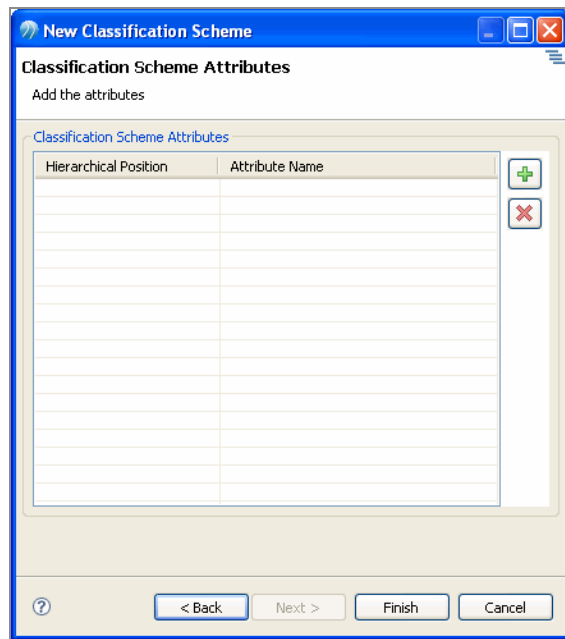 New Classification Scheme
Classification Scheme Attributes
Add the attributes
Classification Scheme Attributes
Hierarchical Position Attribute Name
? < Back Next > Finish Cancel